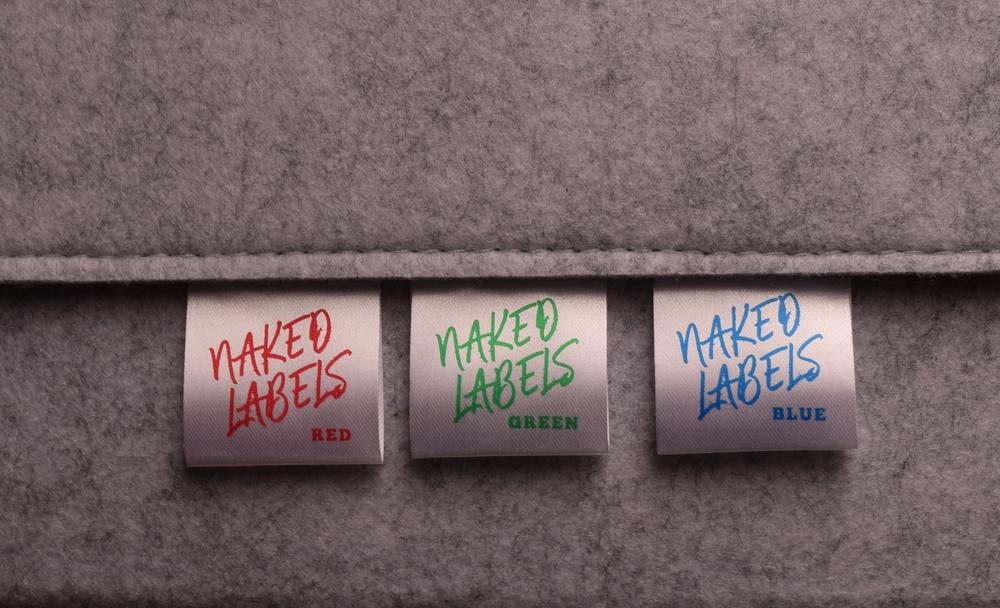 NAKED
LABELS
RED
NAKED
LABELS
GREEN
NAKED
LABELS
BLUE